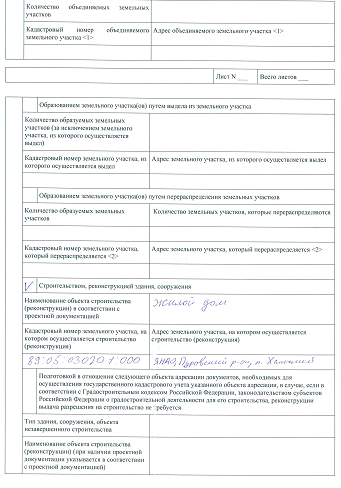 Количество объединяемых земельных
участков
Кадастровый номер объединяемого
земельного участка <1>
Адрес объединяемого земельного участка <1>
Лист N ___
Всего листов ___
Образованием земельного участка(ов) путем выдела из земельного участка
Количество образуемых земельных
участков (за исключением земельного
участка, из которого осуществляется
выдел)
Кадастровый номер земельного участка, из
которого осуществляется выдел
Адрес земельного участка, из которого осуществляется выдел
Образованием земельного участка(ов) путем перераспределения земельных участков
Количество образуемых земельных
участков
Количество земельных участков, которые перераспределяются
Кадастровый номер земельного участка,
который перераспределяется <2>
Адрес земельного участка, который перераспределяется <2>
V
Строительством, реконструкцией здания, сооружения
Наименование объекта строительства
(реконструкции) в соответствии с
проектной документацией
Жилой дом
Кадастровый номер земельного участка, на
котором осуществляется строительство
(реконструкция)
Адрес земельного участка, на котором осуществляется
строительство (реконструкция)
89:05:030201:000
ЯНАО, Пуровский р-он, п. Ханымей
Подготовкой в отношении следующего объекта адресации документов, необходимых для
осуществления государственного кадастрового учета указанного объекта адресации, в случае, если в
соответствии с Градостроительным кодексом Российской Федерации, законодательством субъектов
Российской Федерации о градостроительной деятельности для его строительства, реконструкции
выдача разрешения на строительство не требуется
Тип здания, сооружения, объекта
незавершенного строительства
Наименование объекта строительства
(реконструкции) (при наличии проектной
документации указывается в соответствии
с проектной документацией)